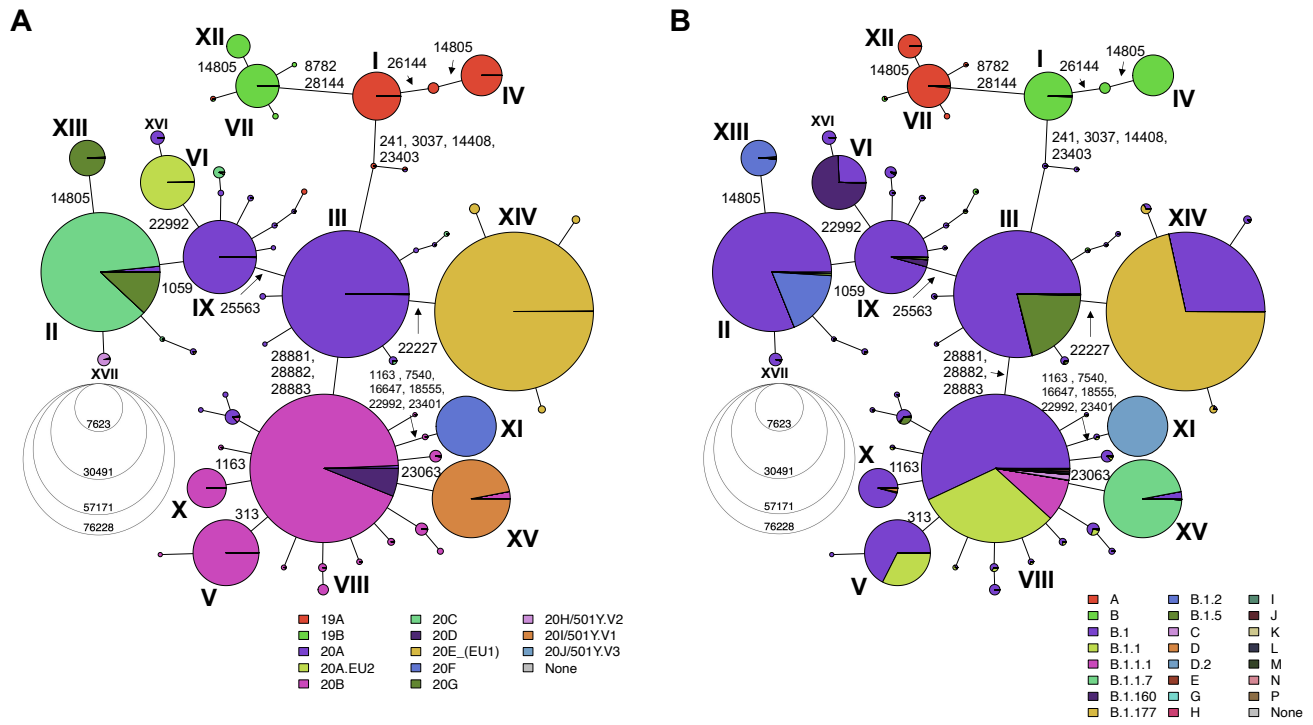 A
XII
I
14805
26144
14805
8782
28144
IV
VII
XIII
XVI
VI
241, 3037, 14408,
23403
14805
22992
III
XIV
1059
IX
25563
II
22227
28881,
28882,
28883
1163 , 7540,
16647, 18555,
22992, 23401
XVII
7623
30491
57171
76228
XI
1163
23063
X
313
XV
V
VIII
19A
19B
20A
20A.EU2
20B
20C
20D
20E_(EU1)
20F
20G
20H/501Y.V2
20I/501Y.V1
20J/501Y.V3
None
B
XII
I
14805
26144
14805
8782
28144
IV
VII
XIII
XVI
VI
241, 3037, 14408,
23403
14805
22992
III
XIV
1059
IX
25563
II
22227
28881,
28882,
28883
1163 , 7540,
16647, 18555,
22992, 23401
XVII
7623
30491
57171
76228
XI
1163
23063
X
313
XV
V
VIII
A
B
B.1
B.1.1
B.1.1.1
B.1.1.7
B.1.160
B.1.177
B.1.2
B.1.5
C
D
D.2
E
G
H
I
J
K
L
M
N
P
None